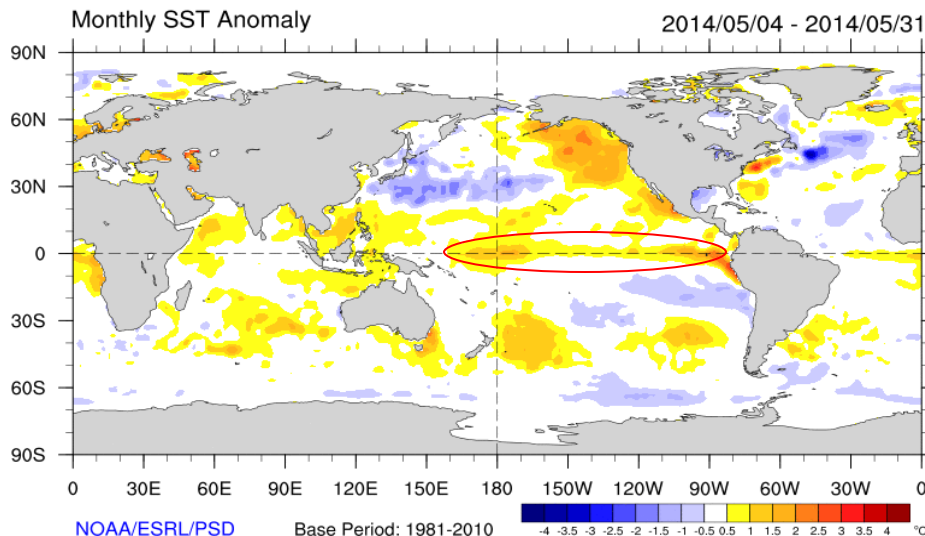 Monthly SST Anomaly 2014/05/04 - 2014/05/31
90N
60N
30N
0
30S
60S
90S
0 30E 60E 90E 120E 150E 180 150W 120W 90W 60W 30W 0
NOAA/ESRL/PSD Base Period: 1981-2010
-4 -3.5 -3 -2.5 -2 -1.5 -1 -0.5 0.5 1 1.5 2 2.5 3 3.5 4 °C